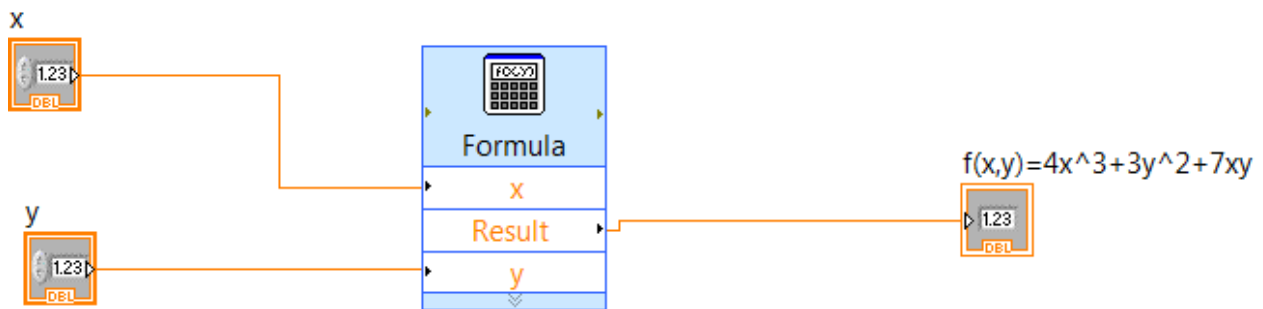 x
1.23
DBL
f(x,y)
Formula
x
Result
y
y
1.23
DBL
f(x,y)=4x^3+3y^2+7xy
1.23
DBL